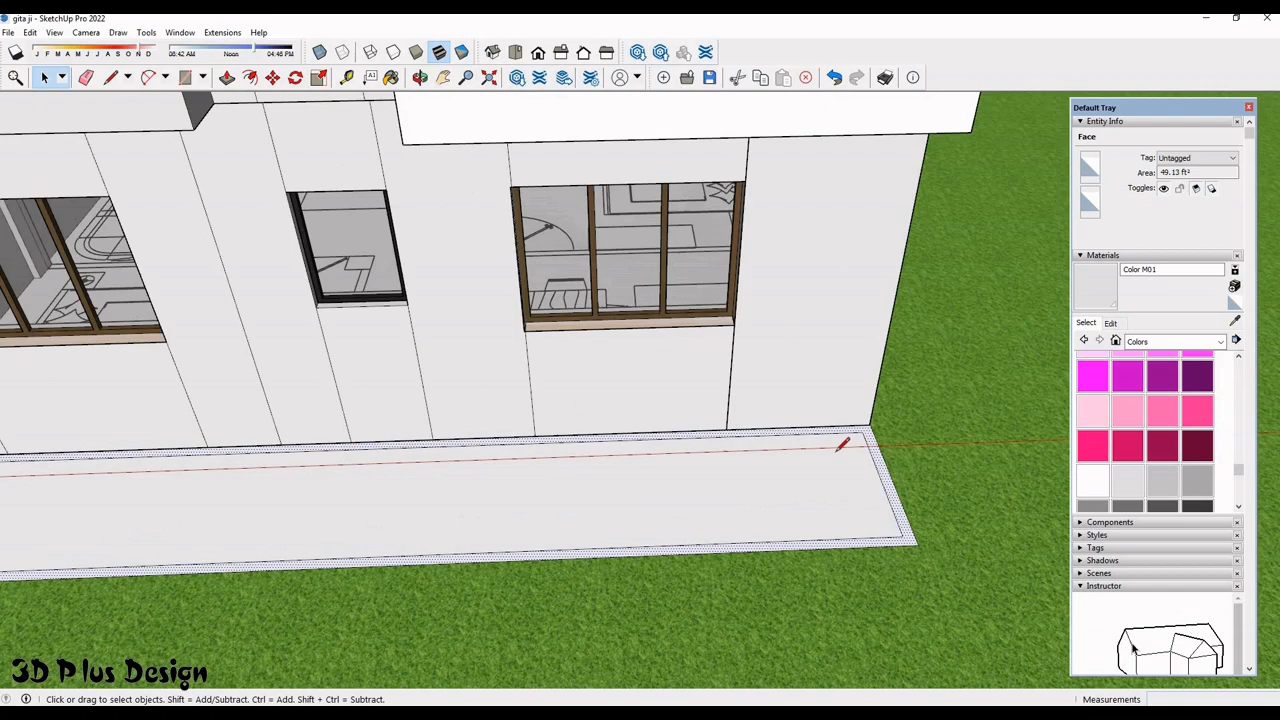 gita ji - SketchUp Pro 2022
File Edit View Camera Draw Tools Window Extensions Help
J F M A M J J A S O N D 06:42 AM Noon 04:46 PM
Default Tray
Entity Info
Face
Tag: Untagged
Area: 49.13 ft²
Toggles:
Materials
Color M01
Select Edit
Colors
Components
Styles
Tags
Shadows
Scenes
Instructor
3D Plus Design
Click or drag to select objects. Shift = Add/Subtract. Ctrl = Add. Shift + Ctrl = Subtract.
Measurements